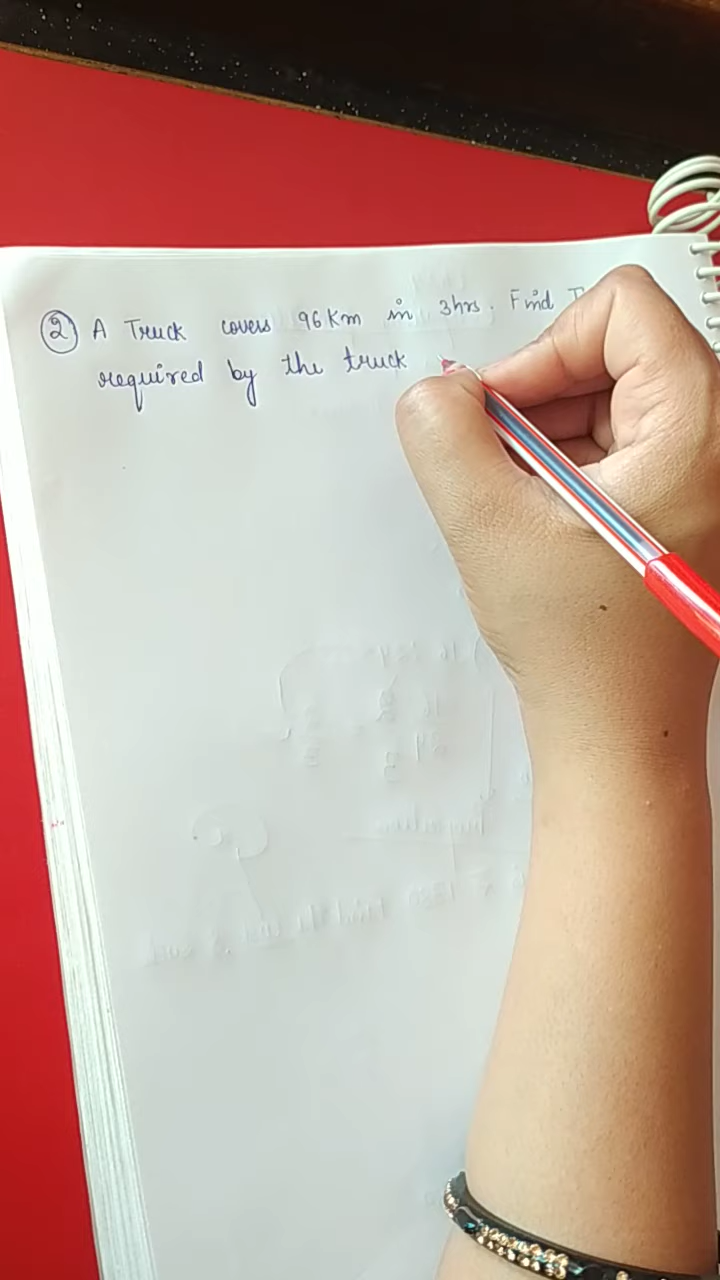 ② A Truck covers 96 Km in 3hrs. Find
required by the truck